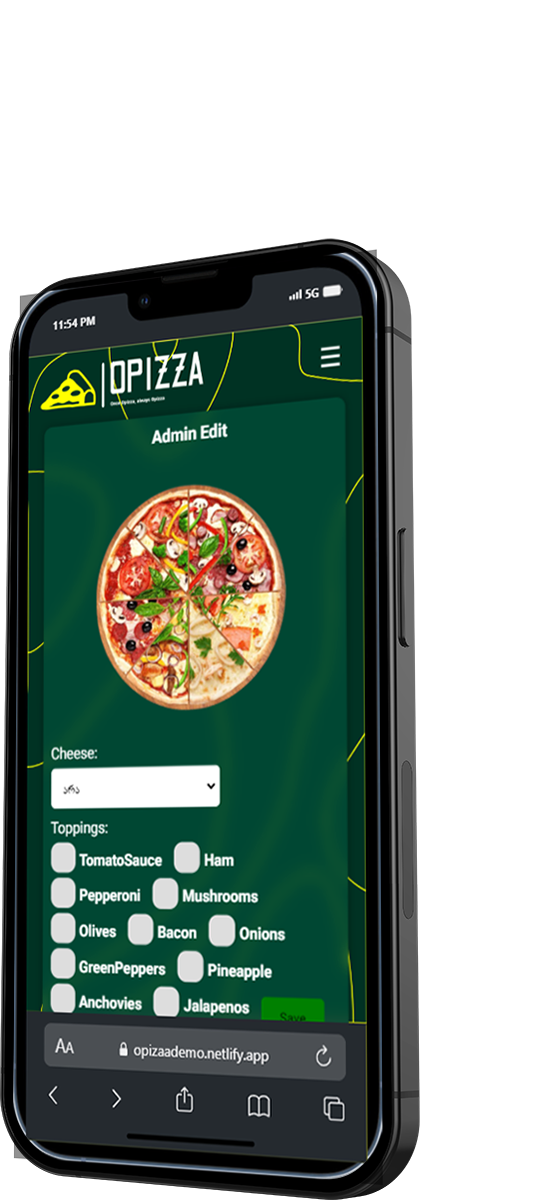 11:54 PM
5G
OPIZZA
Admin Edit
Cheese:
არა
Toppings:
TomatoSauce Ham
Pepperoni Mushrooms
Olives Bacon Onions
GreenPeppers Pineapple
Anchovies Jalapenos Save
AA opizaademo.netlify.app